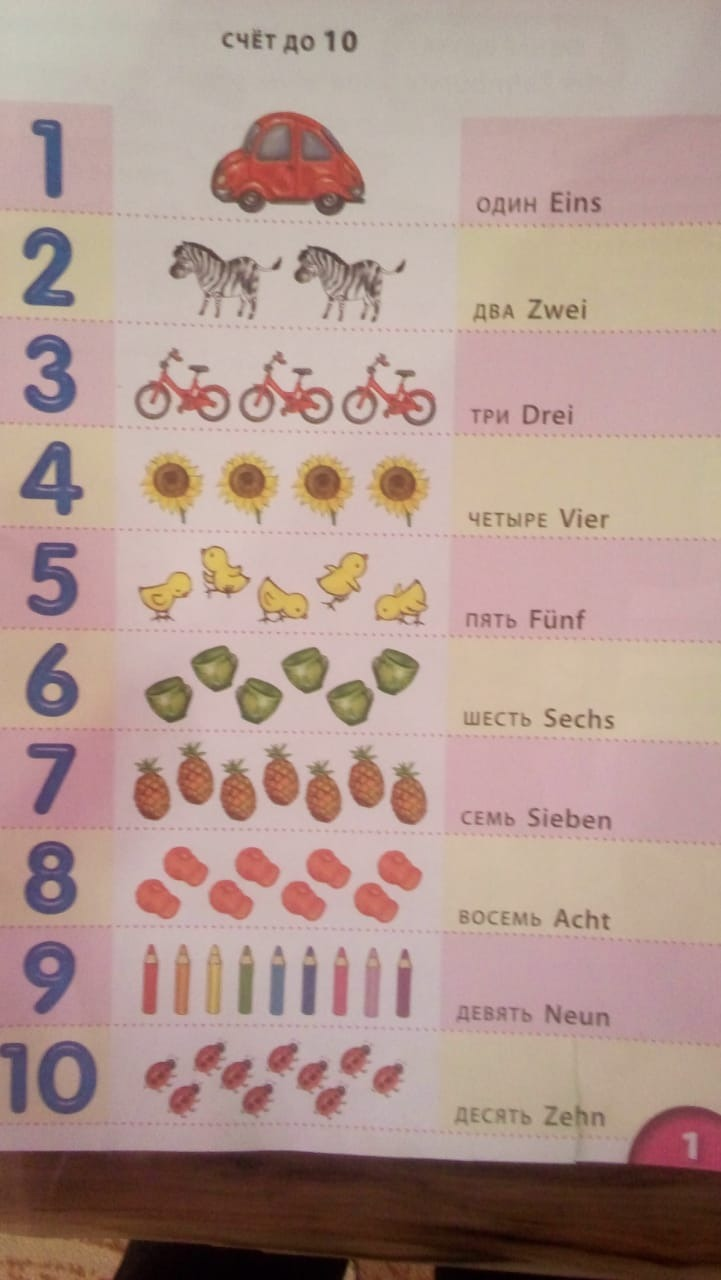 СЧЁТ ДО 10
1
ОДИН Eins
2
ДВА Zwei
3
ТРИ Drei
4
ЧЕТЫРЕ Vier
5
ПЯТЬ Fünf
6
ШЕСТЬ Sechs
7
СЕМЬ Sieben
8
ВОСЕМЬ Acht
9
ДЕВЯТЬ Neun
10
ДЕСЯТЬ Zehn
1